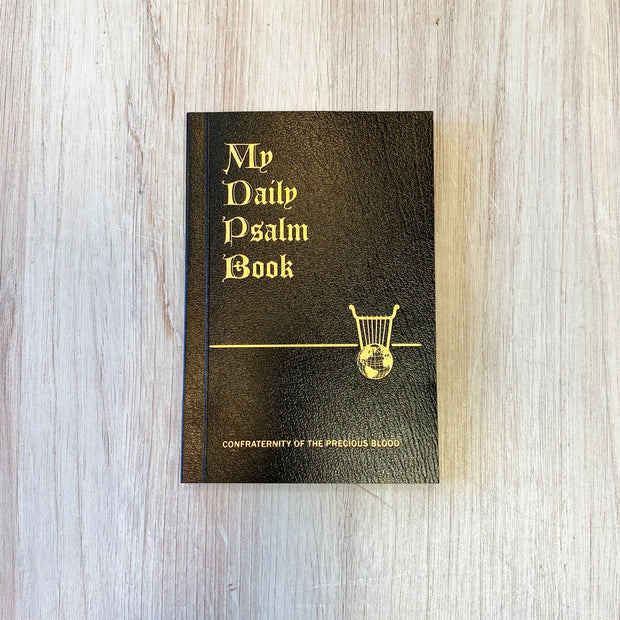 My
Daily
Psalm
Book
CONFRATERNITY OF THE PRECIOUS BLOOD